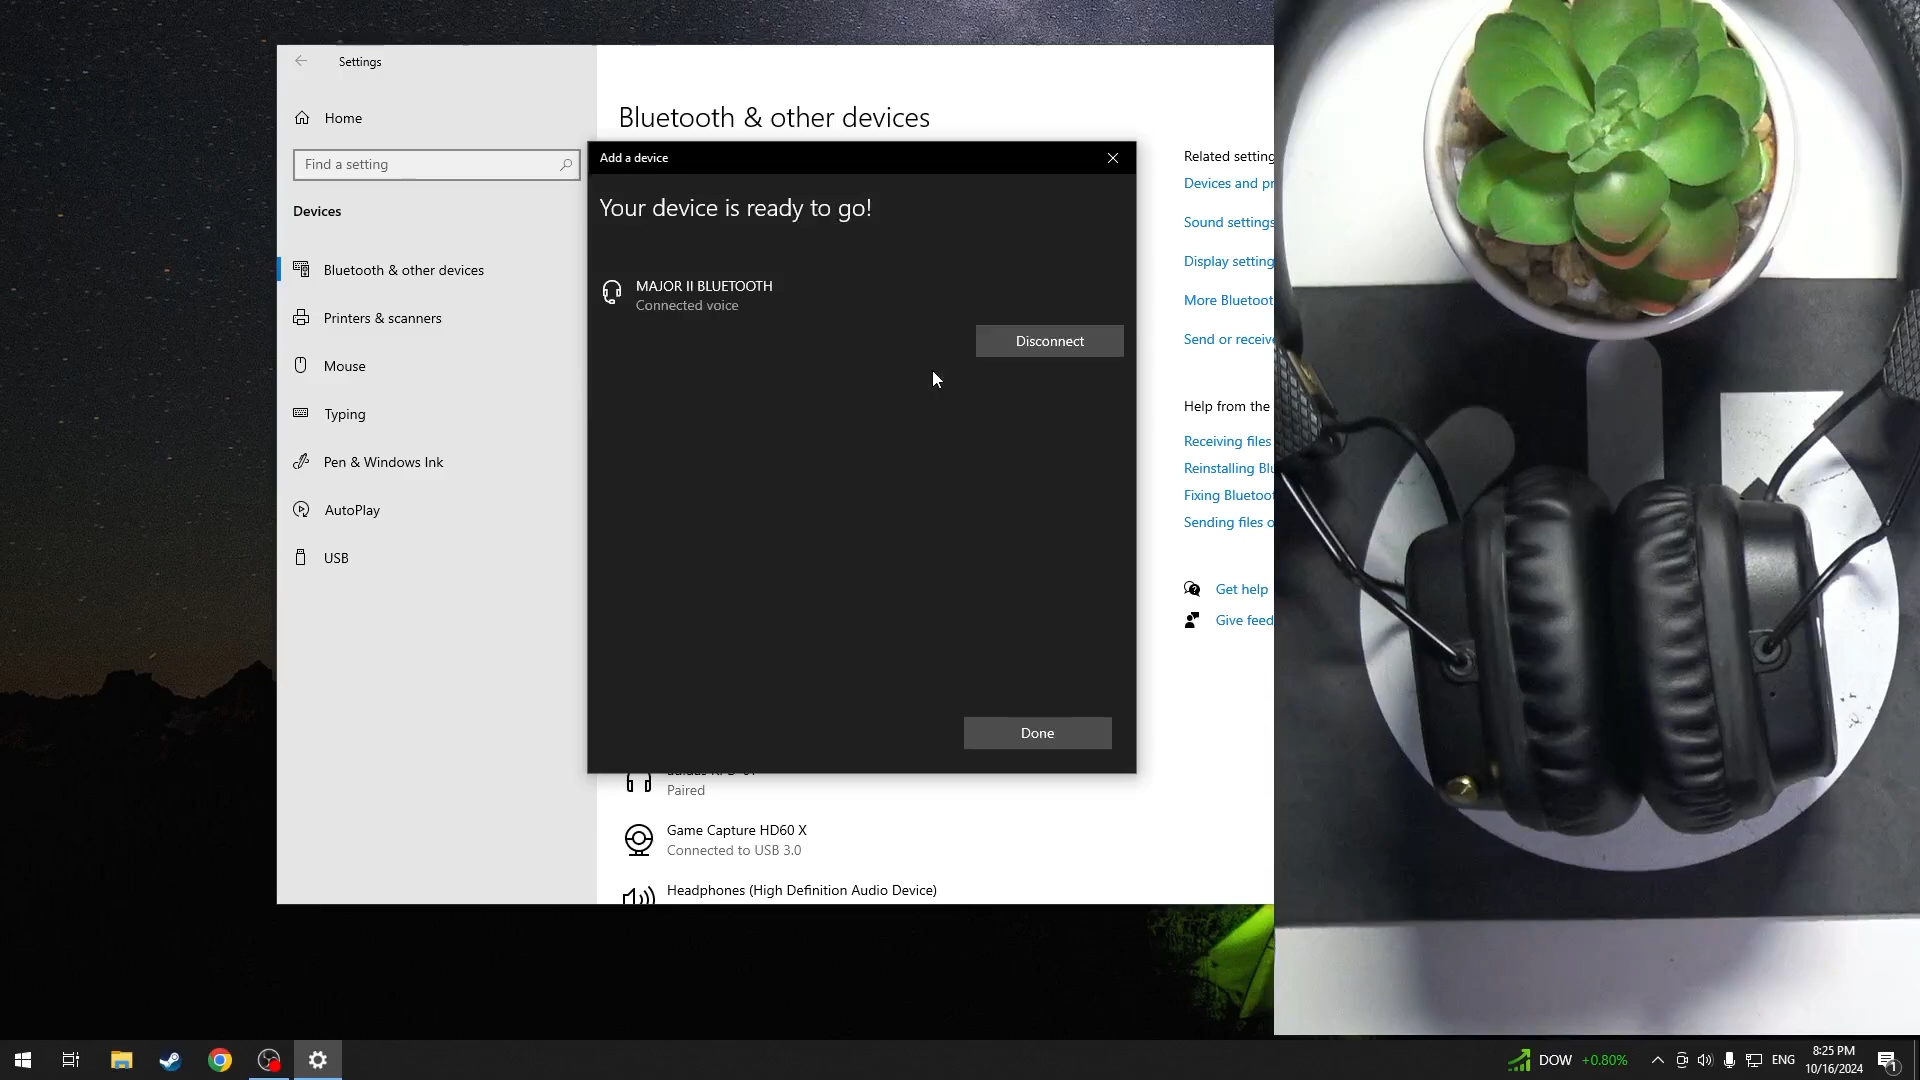 Settings
Home
Find a setting
Devices
Bluetooth & other devices
Printers & scanners
Mouse
Typing
Pen & Windows Ink
AutoPlay
USB
Bluetooth & other devices
Add a device
Your device is ready to go!
MAJOR II BLUETOOTH
Connected voice
Disconnect
Done
Paired
Game Capture HD60 X
Connected to USB 3.0
Headphones (High Definition Audio Device)
Related setting
Devices and pr
Sound settings
Display setting
More Bluetoot
Send or receive
Help from the
Receiving files
Reinstalling Blu
Fixing Bluetoot
Sending files o
Get help
Give feed
DOW +0.80%
ENG
8:25 PM
10/16/2024
1